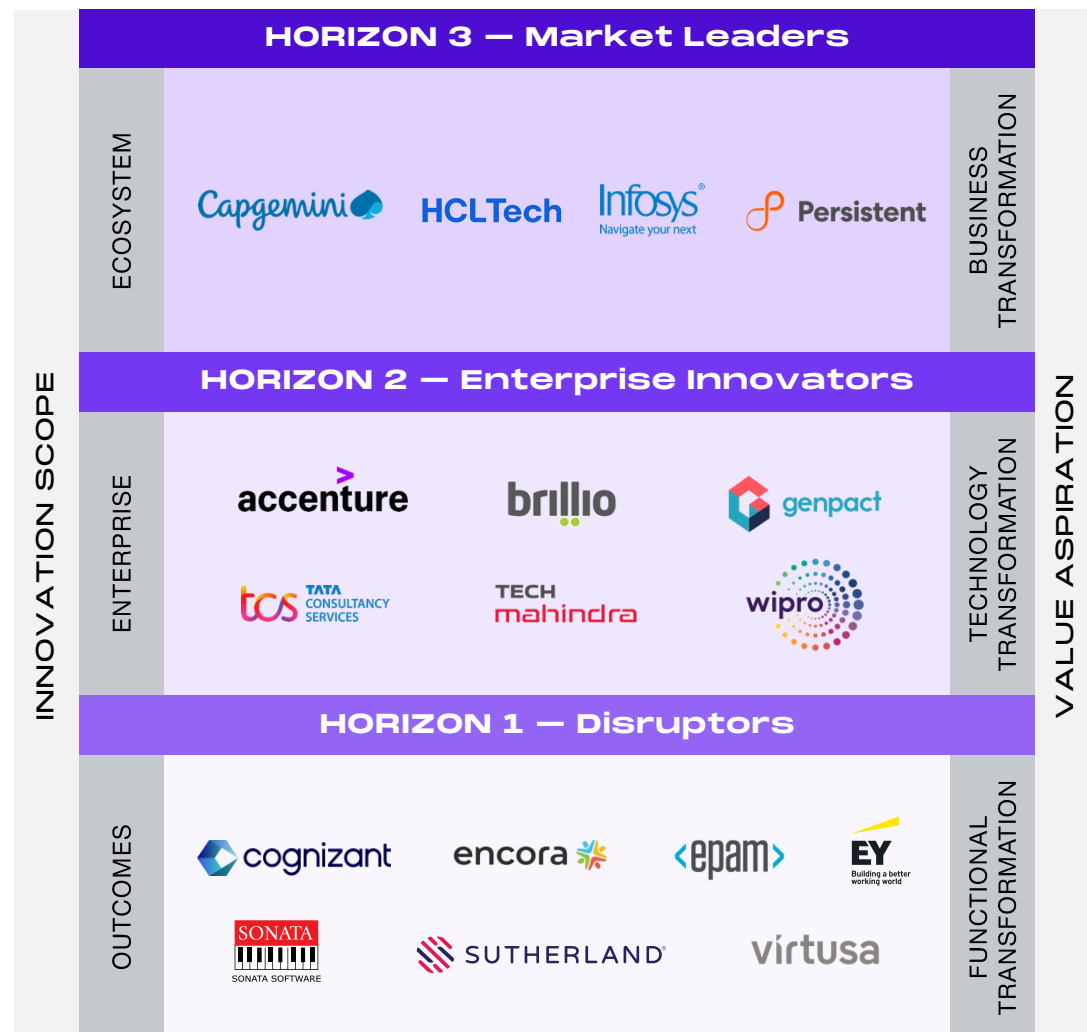 HORIZON 3 — Market Leaders
INNOVATION SCOPE
ECOSYSTEM
Capgemini
HCLTech
Infosys®
Navigate your next
Persistent
BUSINESS
TRANSFORMATION
VALUE ASPIRATION
HORIZON 2 — Enterprise Innovators
ENTERPRISE
accenture
brillio
genpact
tcs
TATA
CONSULTANCY
SERVICES
TECH
mahindra
wipro
TECHNOLOGY
TRANSFORMATION
HORIZON 1 — Disruptors
OUTCOMES
cognizant
encora
<epam>
EY
Building a better
working world
SONATA
SONATA SOFTWARE
SUTHERLAND®
virtusa
FUNCTIONAL
TRANSFORMATION